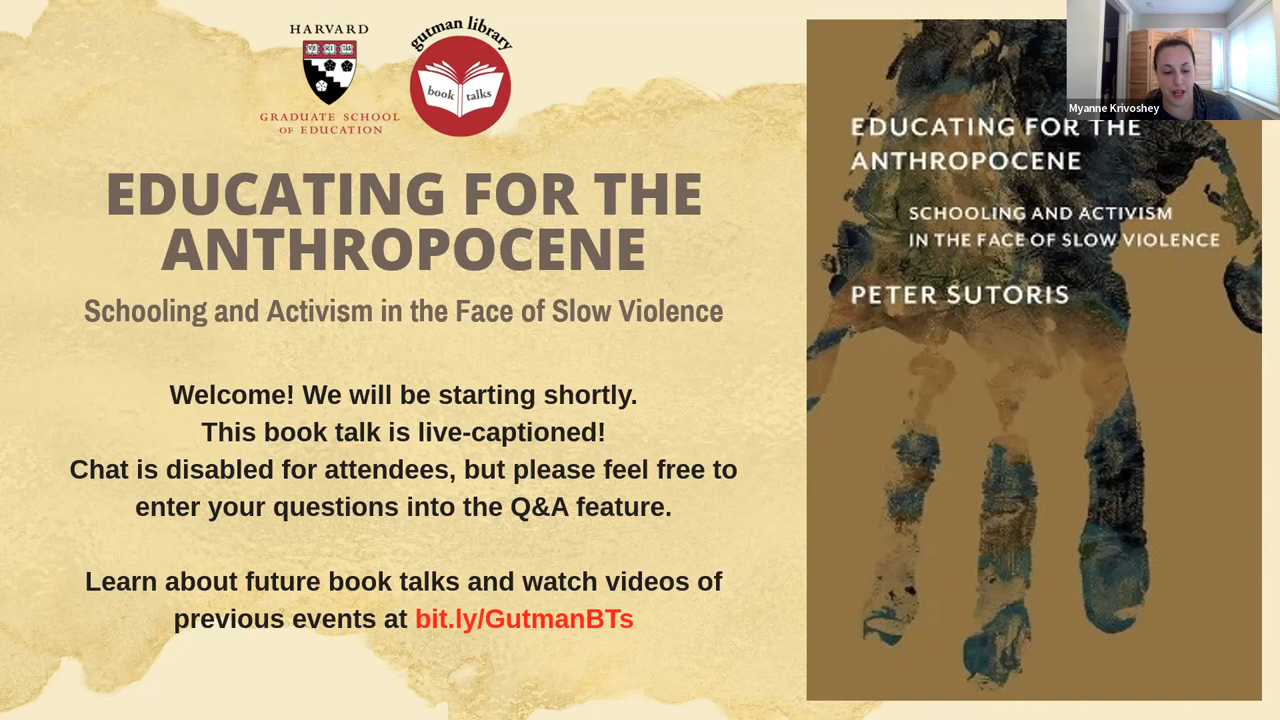 HARVARD
GRADUATE SCHOOL
OF EDUCATION
gutman library
book talks
EDUCATING FOR THE
ANTHROPOCENE
Schooling and Activism in the Face of Slow Violence
Welcome! We will be starting shortly.
This book talk is live-captioned!
Chat is disabled for attendees, but please feel free to
enter your questions into the Q&A feature.
Learn about future book talks and watch videos of
previous events at bit.ly/GutmanBTs
Myanne Krivoshey
EDUCATING FOR THE
ANTHROPOCENE
SCHOOLING AND ACTIVISM
IN THE FACE OF SLOW VIOLENCE
PETER SUTORIS